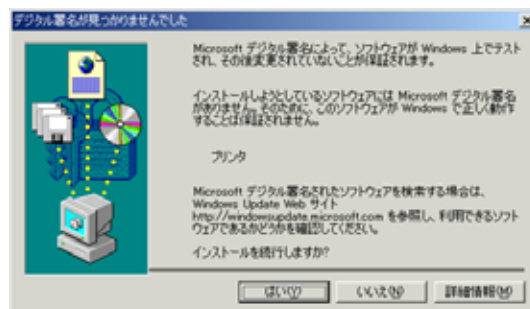 デジタル署名が見つかりませんでした
Microsoft デジタル署名によって、ソフトウェアが Windows 上でテスト
され、その後変更されていないことが保証されます。
インストールしようとしているソフトウェアには Microsoft デジタル署名
がありません。そのために、このソフトウェアが Windows で正しく動作
することは保証されません。
プリンタ
Microsoft デジタル署名されたソフトウェアを検索する場合は、
Windows Update Web サイト
http://windowsupdate.microsoft.com を参照し、利用できるソフト
ウェアであるかどうかを確認してください。
インストールを続行しますか?
はい(Y) いいえ(N) 詳細情報(M)